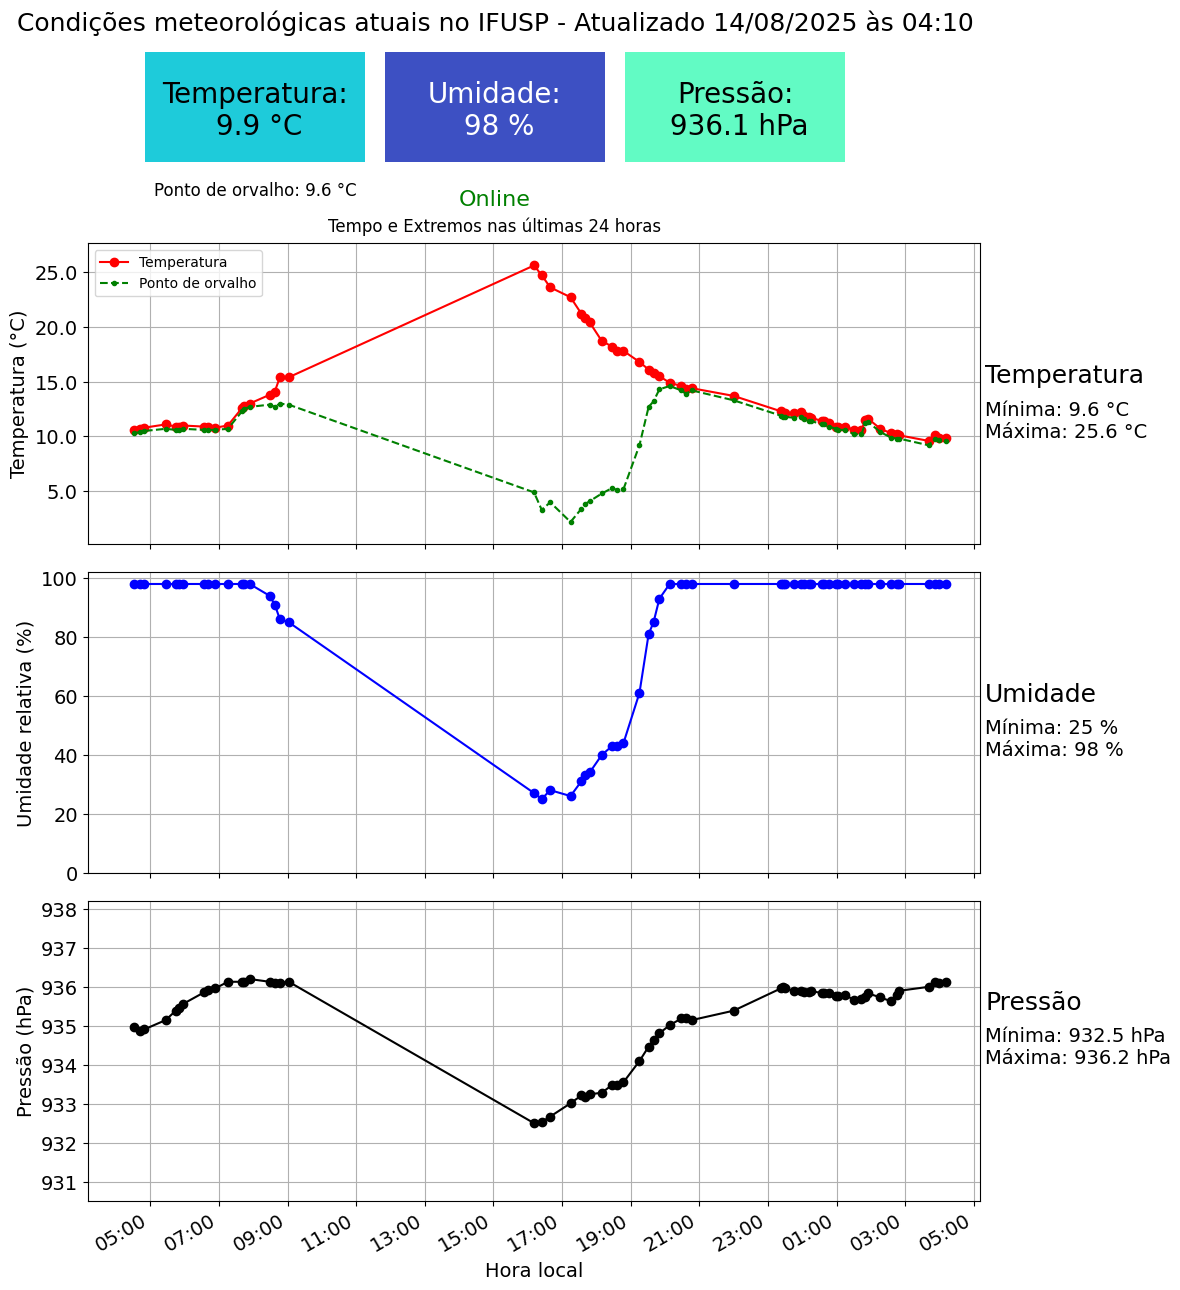 Condições meteorológicas atuais no IFUSP - Atualizado 14/08/2025 às 04:10
Temperatura:
9.9 °C
Umidade:
98 %
Pressão:
936.1 hPa
Ponto de orvalho: 9.6 °C
Online
Tempo e Extremos nas últimas 24 horas
Temperatura
Ponto de orvalho
Temperatura (°C)
25.0
20.0
15.0
10.0
5.0
Temperatura
Mínima: 9.6 °C
Máxima: 25.6 °C
Umidade relativa (%)
100
80
60
40
20
0
Umidade
Mínima: 25 %
Máxima: 98 %
Pressão (hPa)
938
937
936
935
934
933
932
931
Pressão
Mínima: 932.5 hPa
Máxima: 936.2 hPa
05:00
07:00
09:00
11:00
13:00
15:00
17:00
19:00
21:00
23:00
01:00
03:00
05:00
Hora local